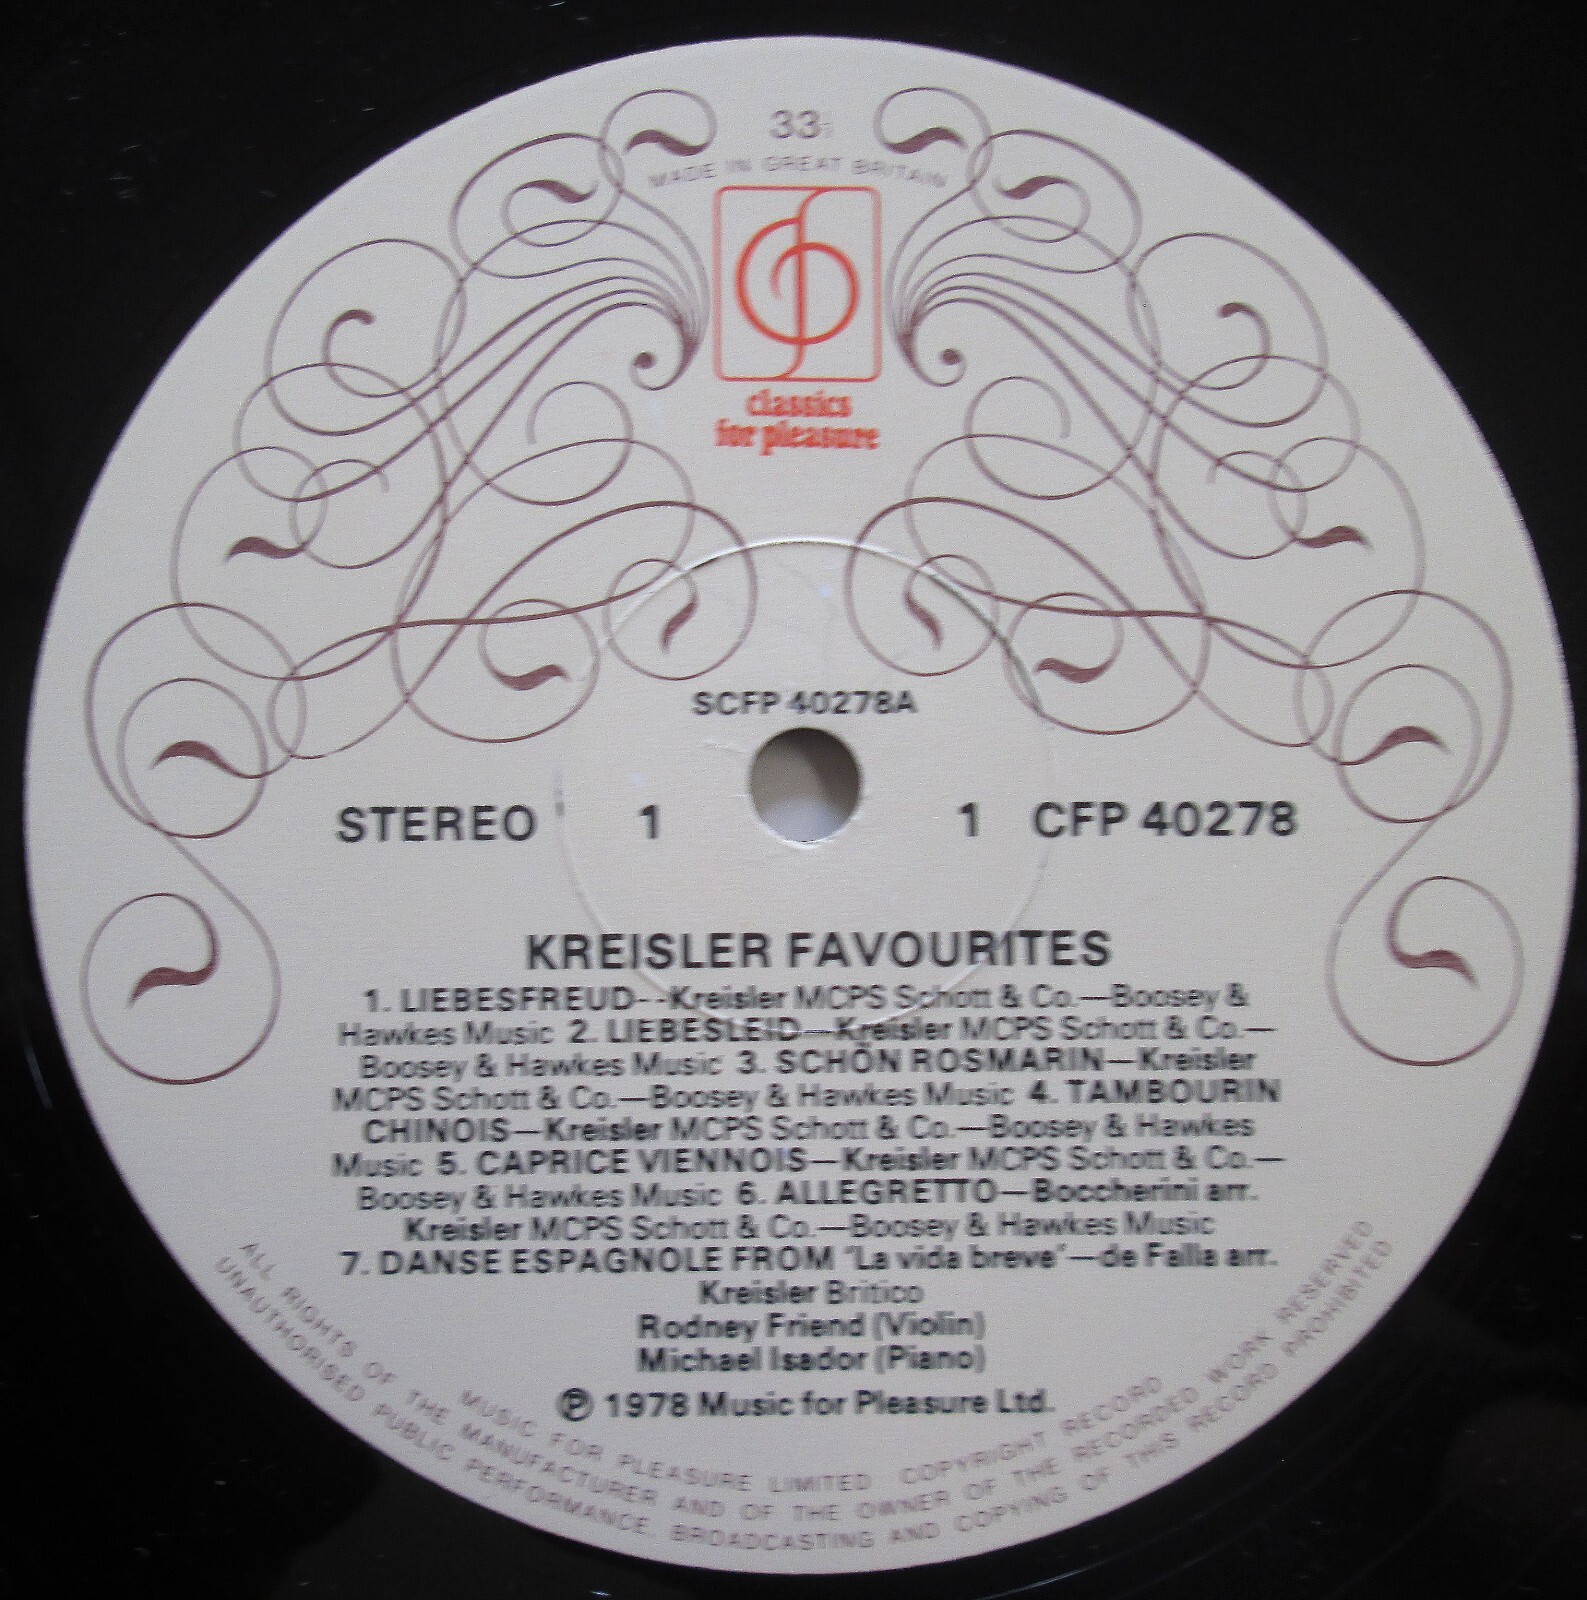 33⅓
MADE IN GREAT BRITAIN
classics
for pleasure
SCFP 40278A
STEREO 1 1 CFP 40278
KREISLER FAVOURITES
1. LIEBESFREUD--Kreisler MCPS Schott & Co.—Boosey &
Hawkes Music 2. LIEBESLEID—Kreisler MCPS Schott & Co.—
Boosey & Hawkes Music 3. SCHÖN ROSMARIN—Kreisler
MCPS Schott & Co.—Boosey & Hawkes Music 4. TAMBOURIN
CHINOIS—Kreisler MCPS Schott & Co.—Boosey & Hawkes
Music 5. CAPRICE VIENNOIS—Kreisler MCPS Schott & Co.—
Boosey & Hawkes Music 6. ALLEGRETTO—Boccherini arr.
Kreisler MCPS Schott & Co.—Boosey & Hawkes Music
7. DANSE ESPAGNOLE FROM "La vida breve"—de Falla arr.
Kreisler Britico
Rodney Friend (Violin)
Michael Isador (Piano)
℗ 1978 Music for Pleasure Ltd.
MUSIC FOR PLEASURE LIMITED COPYRIGHT RECORD
ALL RIGHTS OF THE MANUFACTURER AND OF THE OWNER OF THE RECORDED WORK RESERVED
UNAUTHORISED PUBLIC PERFORMANCE, BROADCASTING AND COPYING OF THIS RECORD PROHIBITED